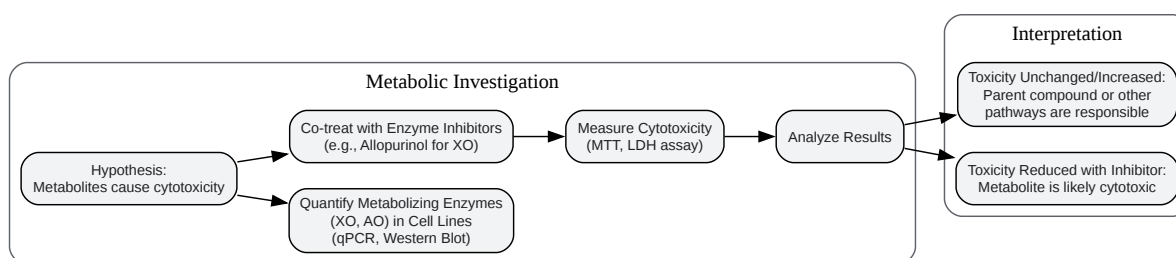 Metabolic Investigation
Hypothesis:
Metabolites cause cytotoxicity
Co-treat with Enzyme Inhibitors
(e.g., Allopurinol for XO)
Quantify Metabolizing Enzymes
(XO, AO) in Cell Lines
(qPCR, Western Blot)
Measure Cytotoxicity
(MTT, LDH assay)
Analyze Results
Interpretation
Toxicity Unchanged/Increased:
Parent compound or other
pathways are responsible
Toxicity Reduced with Inhibitor:
Metabolite is likely cytotoxic